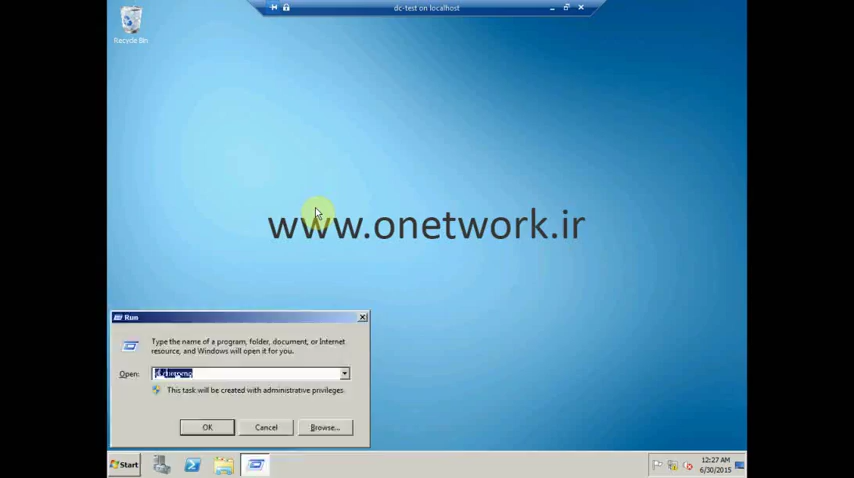 dc-test on localhost
Recycle Bin
www.onetwork.ir
Run
Type the name of a program, folder, document, or Internet
resource, and Windows will open it for you.
Open:
This task will be created with administrative privileges.
OK
Cancel
Browse...
Start
12:27 AM
6/30/2015